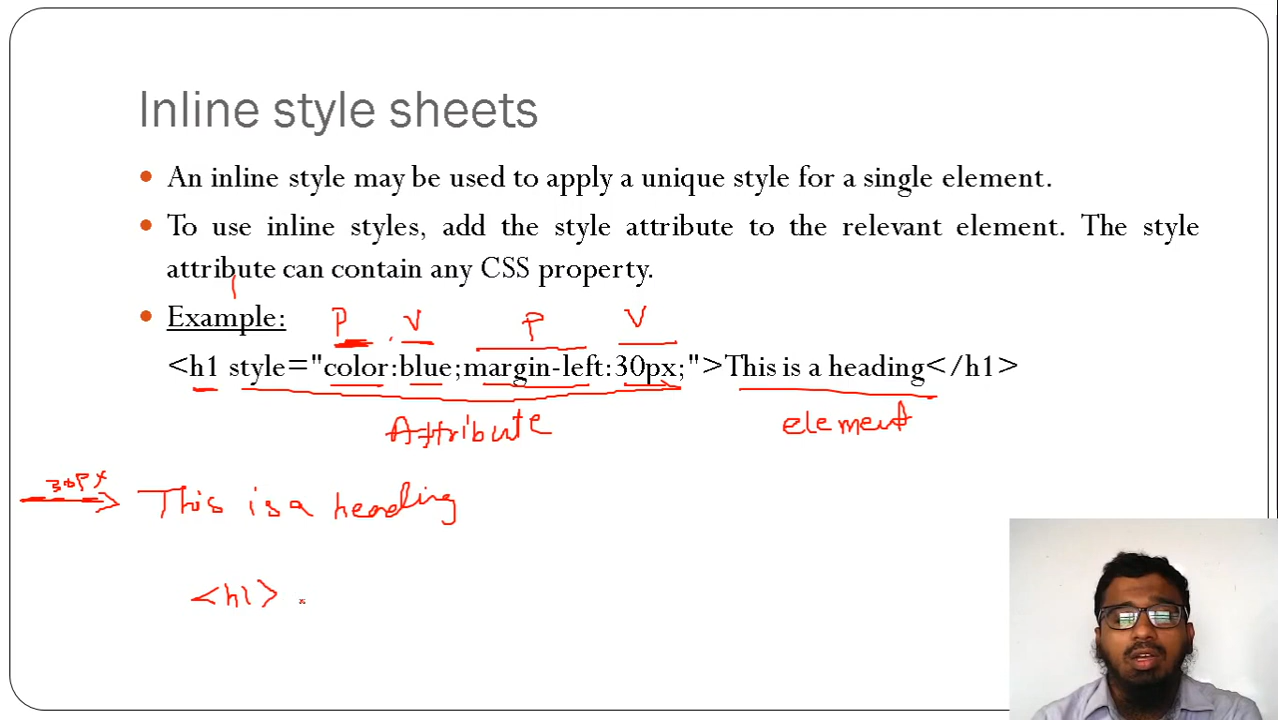 Inline style sheets
An inline style may be used to apply a unique style for a single element.
To use inline styles, add the style attribute to the relevant element. The style
attribute can contain any CSS property.
Example:
P V P V
<h1 style="color:blue;margin-left:30px;">This is a heading</h1>
Attribute element
30px
This is a heading
<h1>